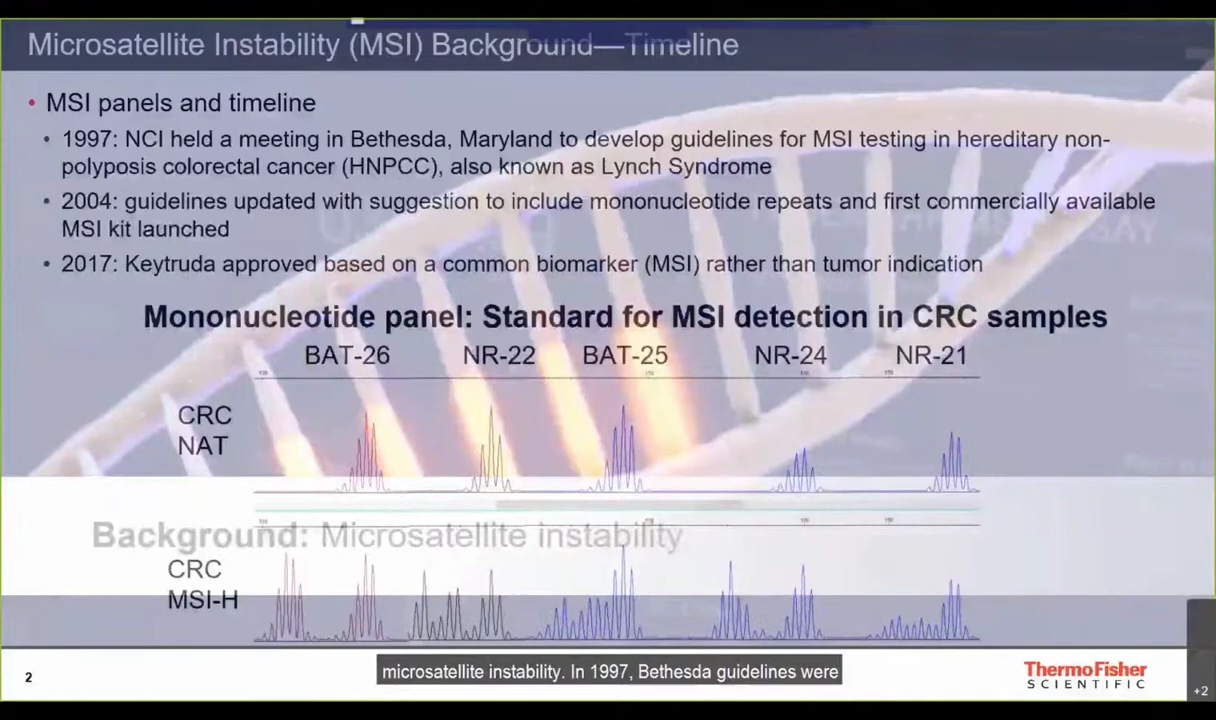 Microsatellite Instability (MSI) Background—Timeline
• MSI panels and timeline
• 1997: NCI held a meeting in Bethesda, Maryland to develop guidelines for MSI testing in hereditary non-
polyposis colorectal cancer (HNPCC), also known as Lynch Syndrome
• 2004: guidelines updated with suggestion to include mononucleotide repeats and first commercially available
MSI kit launched
• 2017: Keytruda approved based on a common biomarker (MSI) rather than tumor indication
Mononucleotide panel: Standard for MSI detection in CRC samples
BAT-26 NR-22 BAT-25 NR-24 NR-21
CRC
NAT
Background: Microsatellite instability
CRC
MSI-H
microsatellite instability. In 1997, Bethesda guidelines were
2
ThermoFisher
SCIENTIFIC
+2